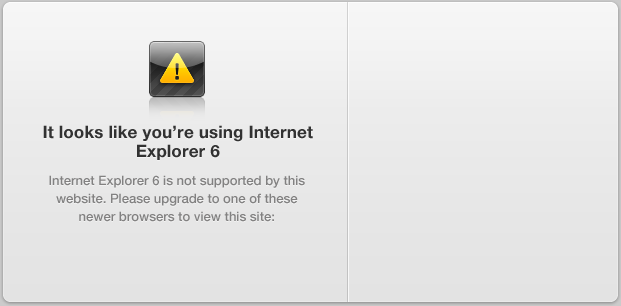 It looks like you’re using Internet
Explorer 6
Internet Explorer 6 is not supported by this
website. Please upgrade to one of these
newer browsers to view this site: